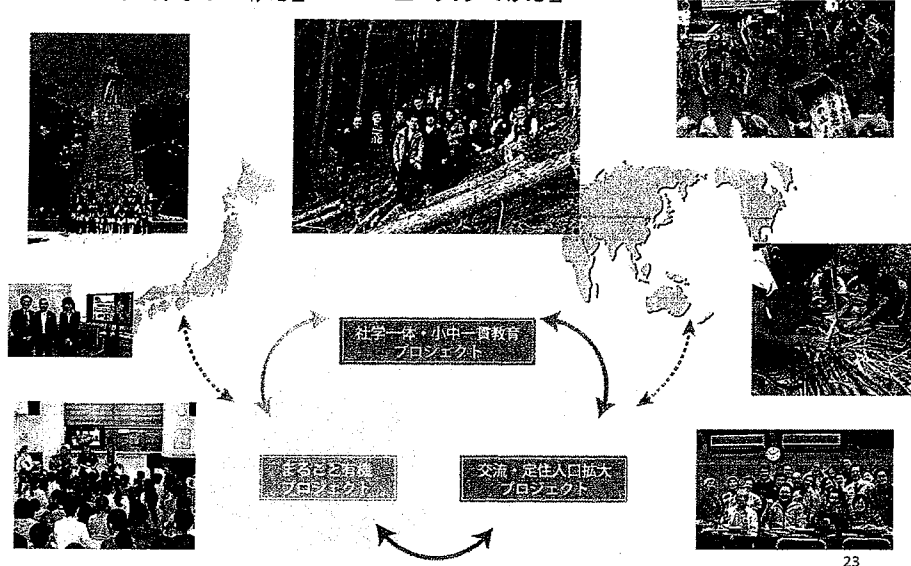 社学一体・小中一貫教育
プロジェクト
まるごと有機
プロジェクト
交流・定住人口拡大
プロジェクト
23